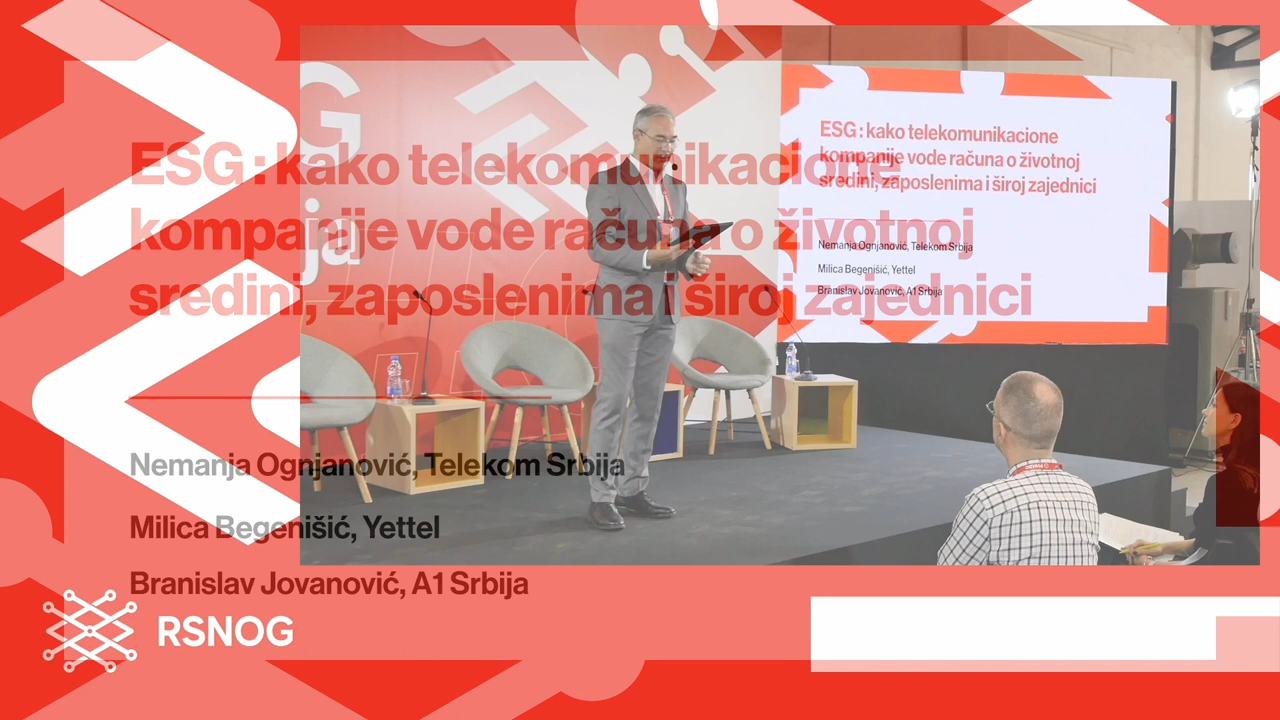 ESG : kako telekomunikacione
kompanije vode računa o životnoj
sredini, zaposlenima i široj zajednici
Nemanja Ognjanović, Telekom Srbija
Milica Begenišić, Yettel
Branislav Jovanović, A1 Srbija
G
ja
ESG : kako telekomunikacione
kompanije vode računa o životnoj
sredini, zaposlenima i široj zajednici
Nemanja Ognjanović, Telekom Srbija
Milica Begenišić, Yettel
Branislav Jovanović, A1 Srbija
RSNOG